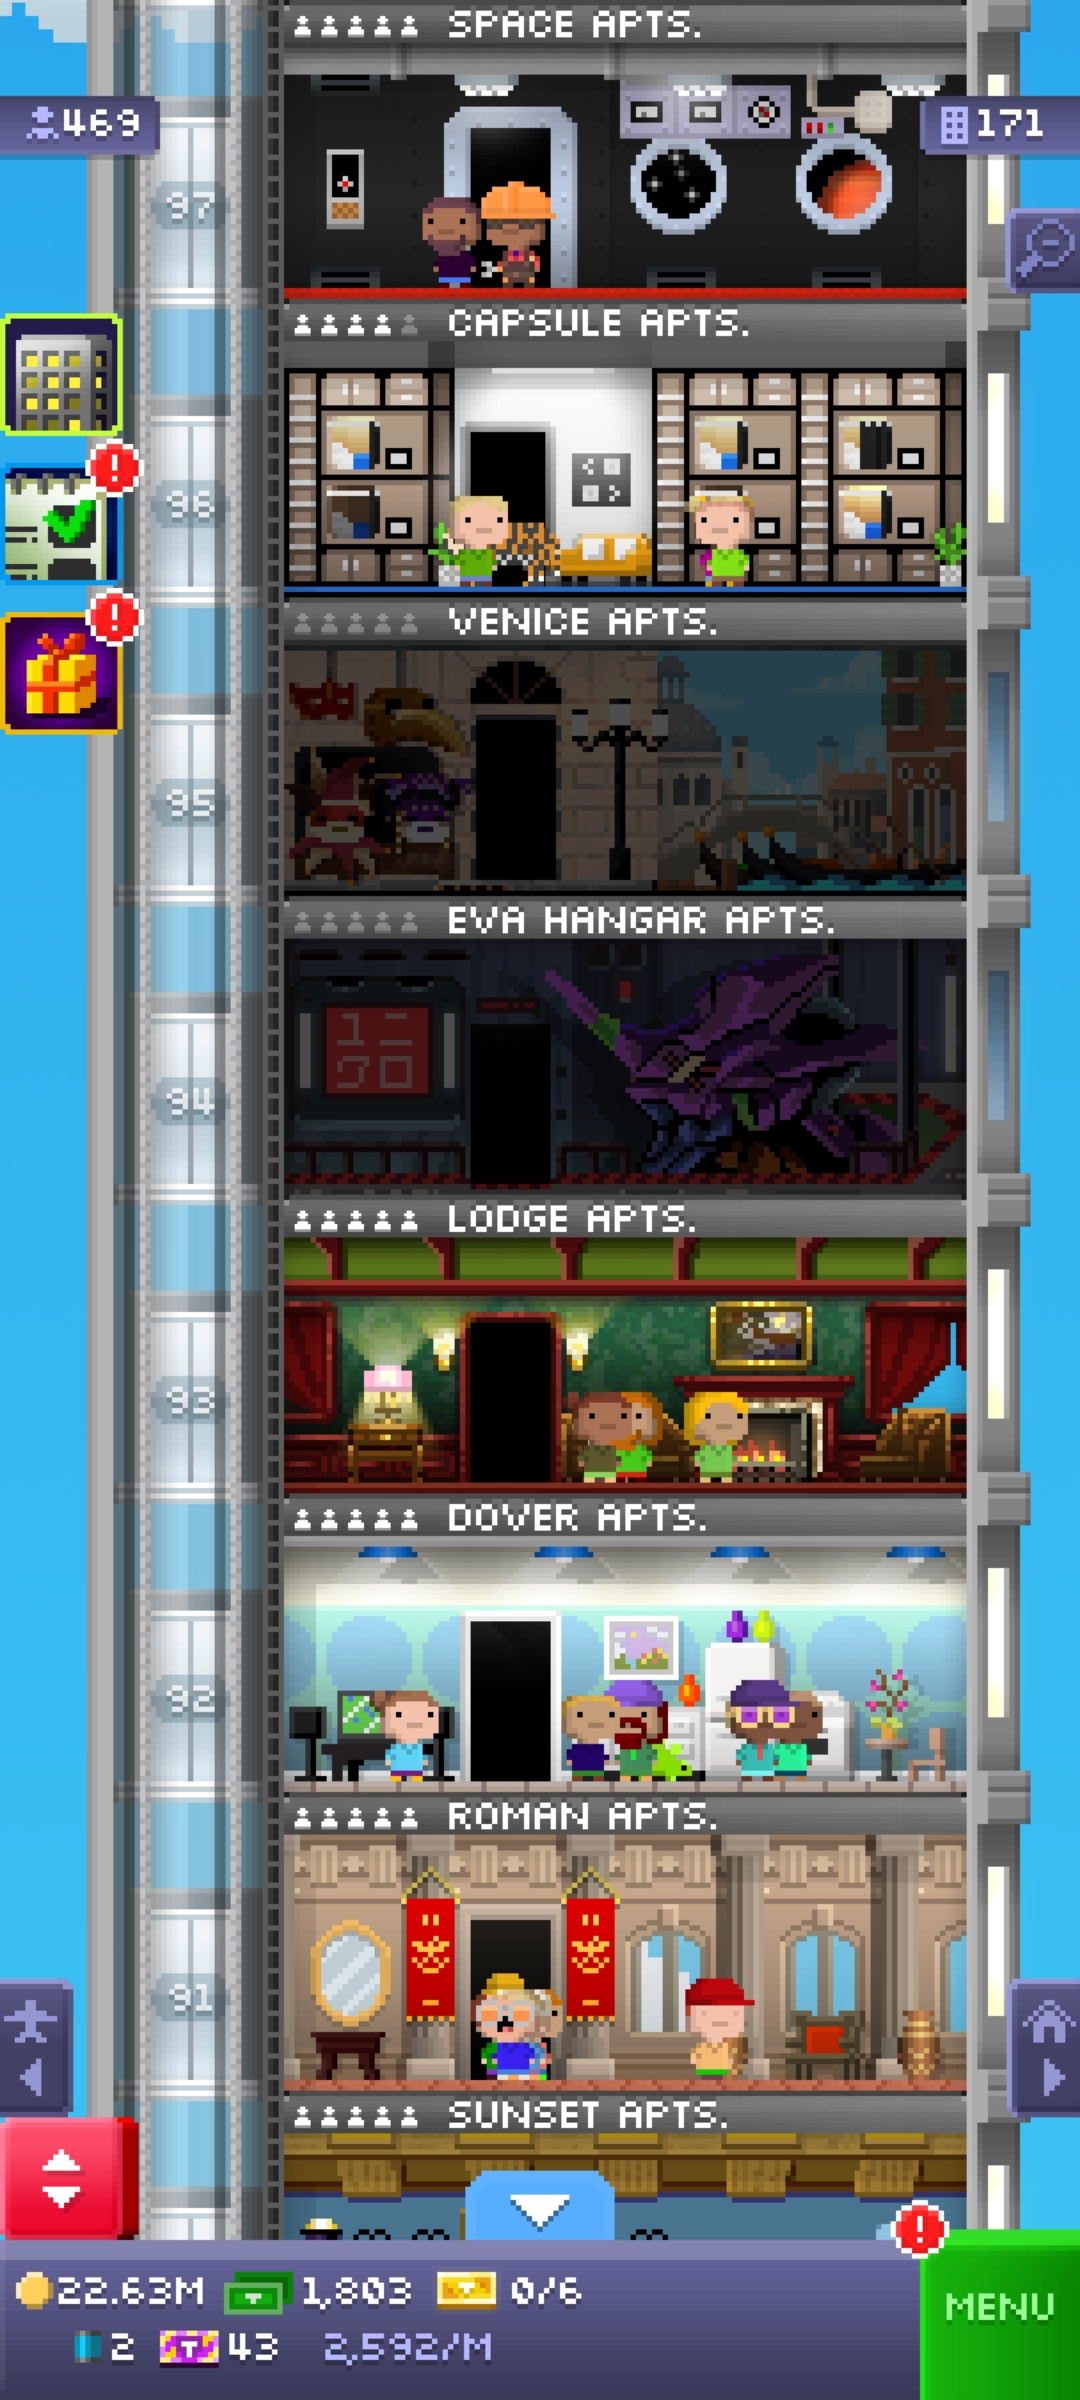 SPACE APTS.
469
171
97
CAPSULE APTS.
96
VENICE APTS.
95
EVA HANGAR APTS.
94
LODGE APTS.
93
DOVER APTS.
92
ROMAN APTS.
91
SUNSET APTS.
22.63M 1,803 0/6
MENU
2 T 43 2,592/M